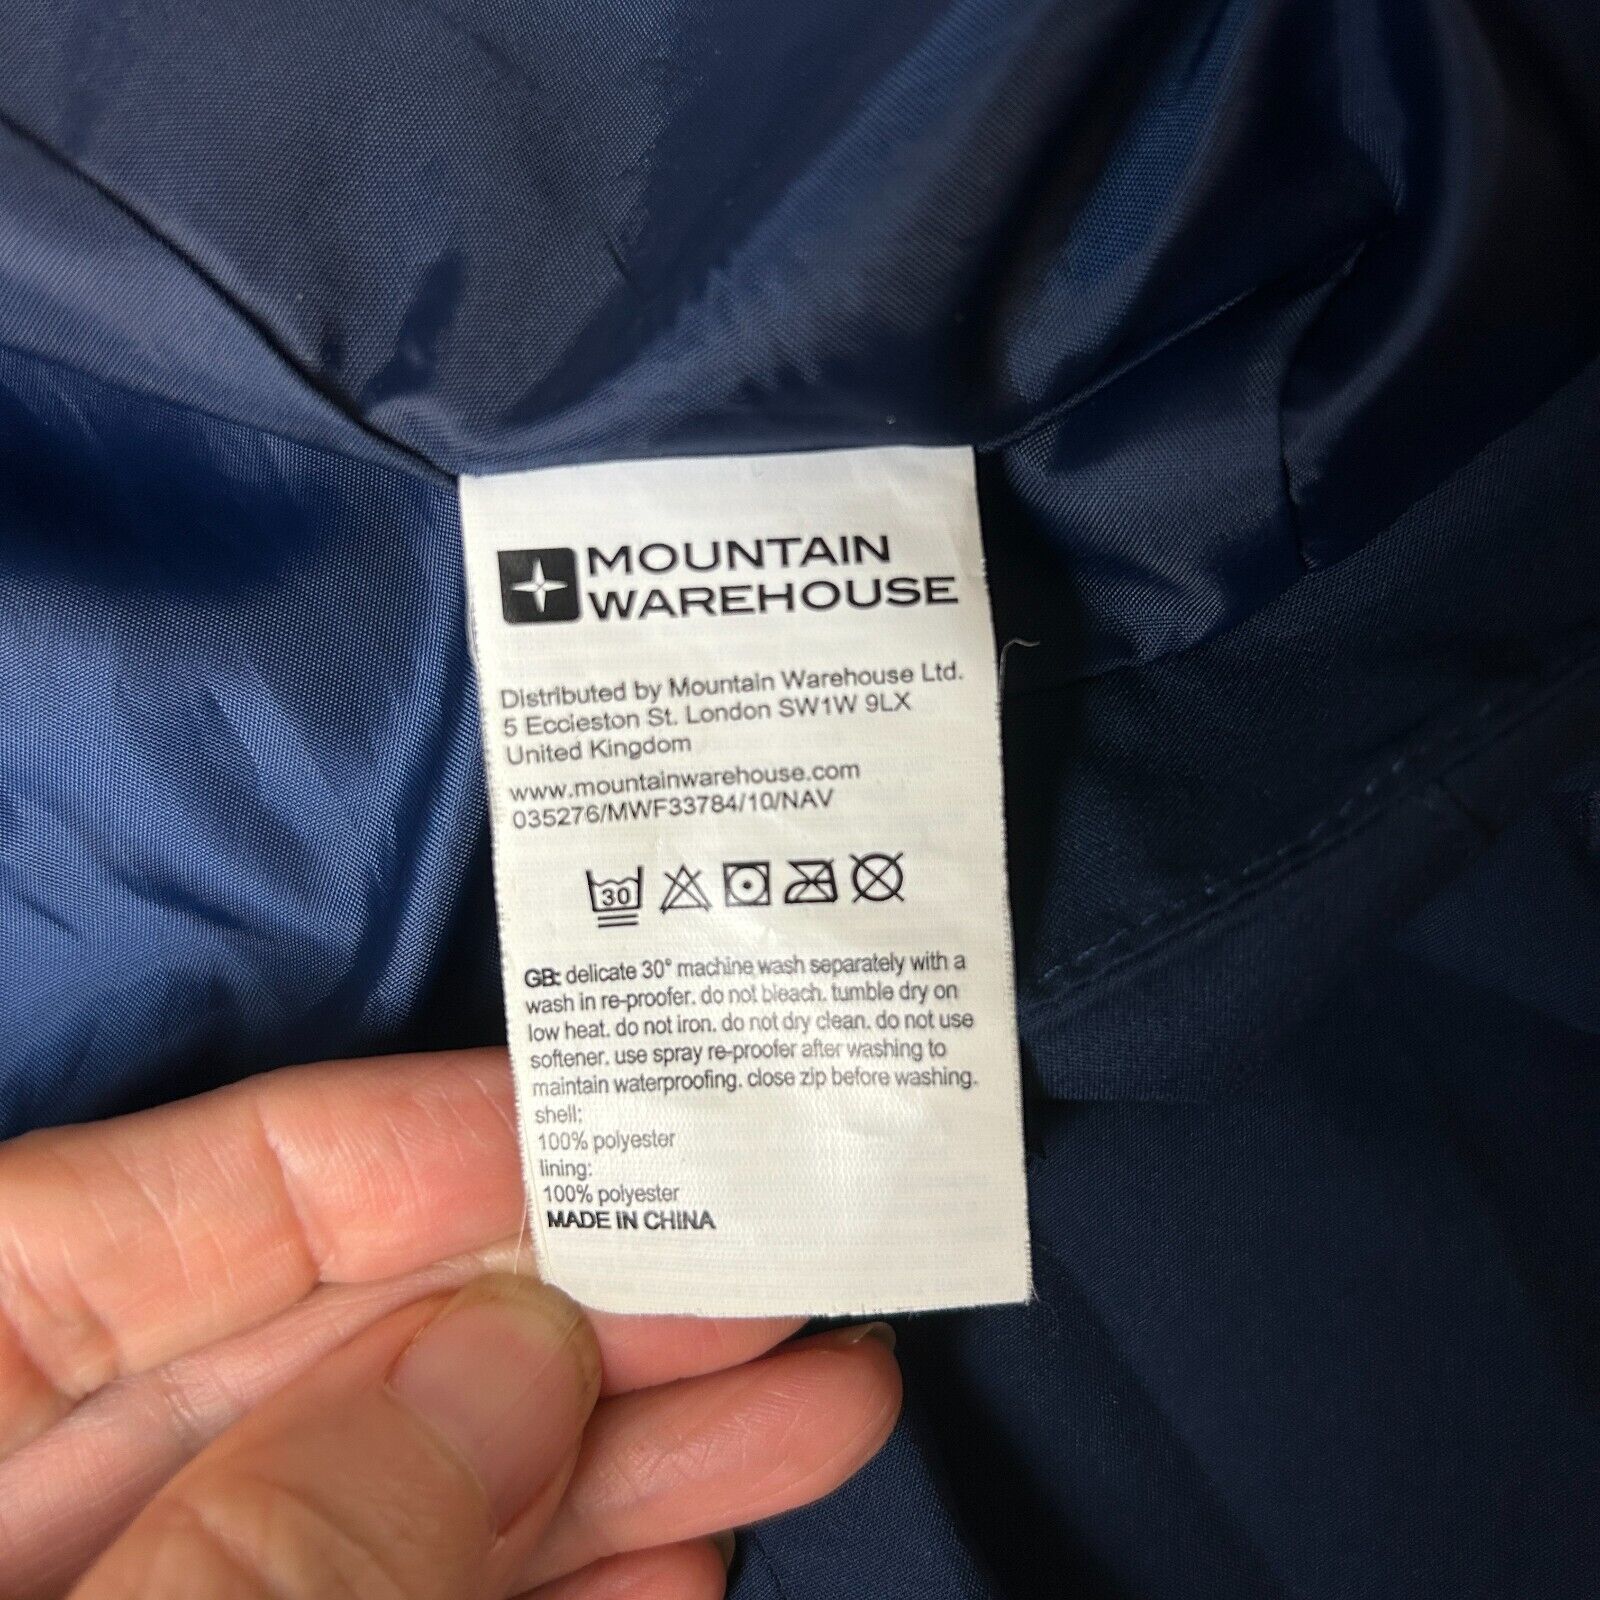 MOUNTAIN
WAREHOUSE
Distributed by Mountain Warehouse Ltd.
5 Eccleston St. London SW1W 9LX
United Kingdom
www.mountainwarehouse.com
035276/MWF33784/10/NAV
30
GB: delicate 30° machine wash separately with a
wash in re-proofer. do not bleach. tumble dry on
low heat. do not iron. do not dry clean. do not use
softener. use spray re-proofer after washing to
maintain waterproofing. close zip before washing.
shell:
100% polyester
lining:
100% polyester
MADE IN CHINA